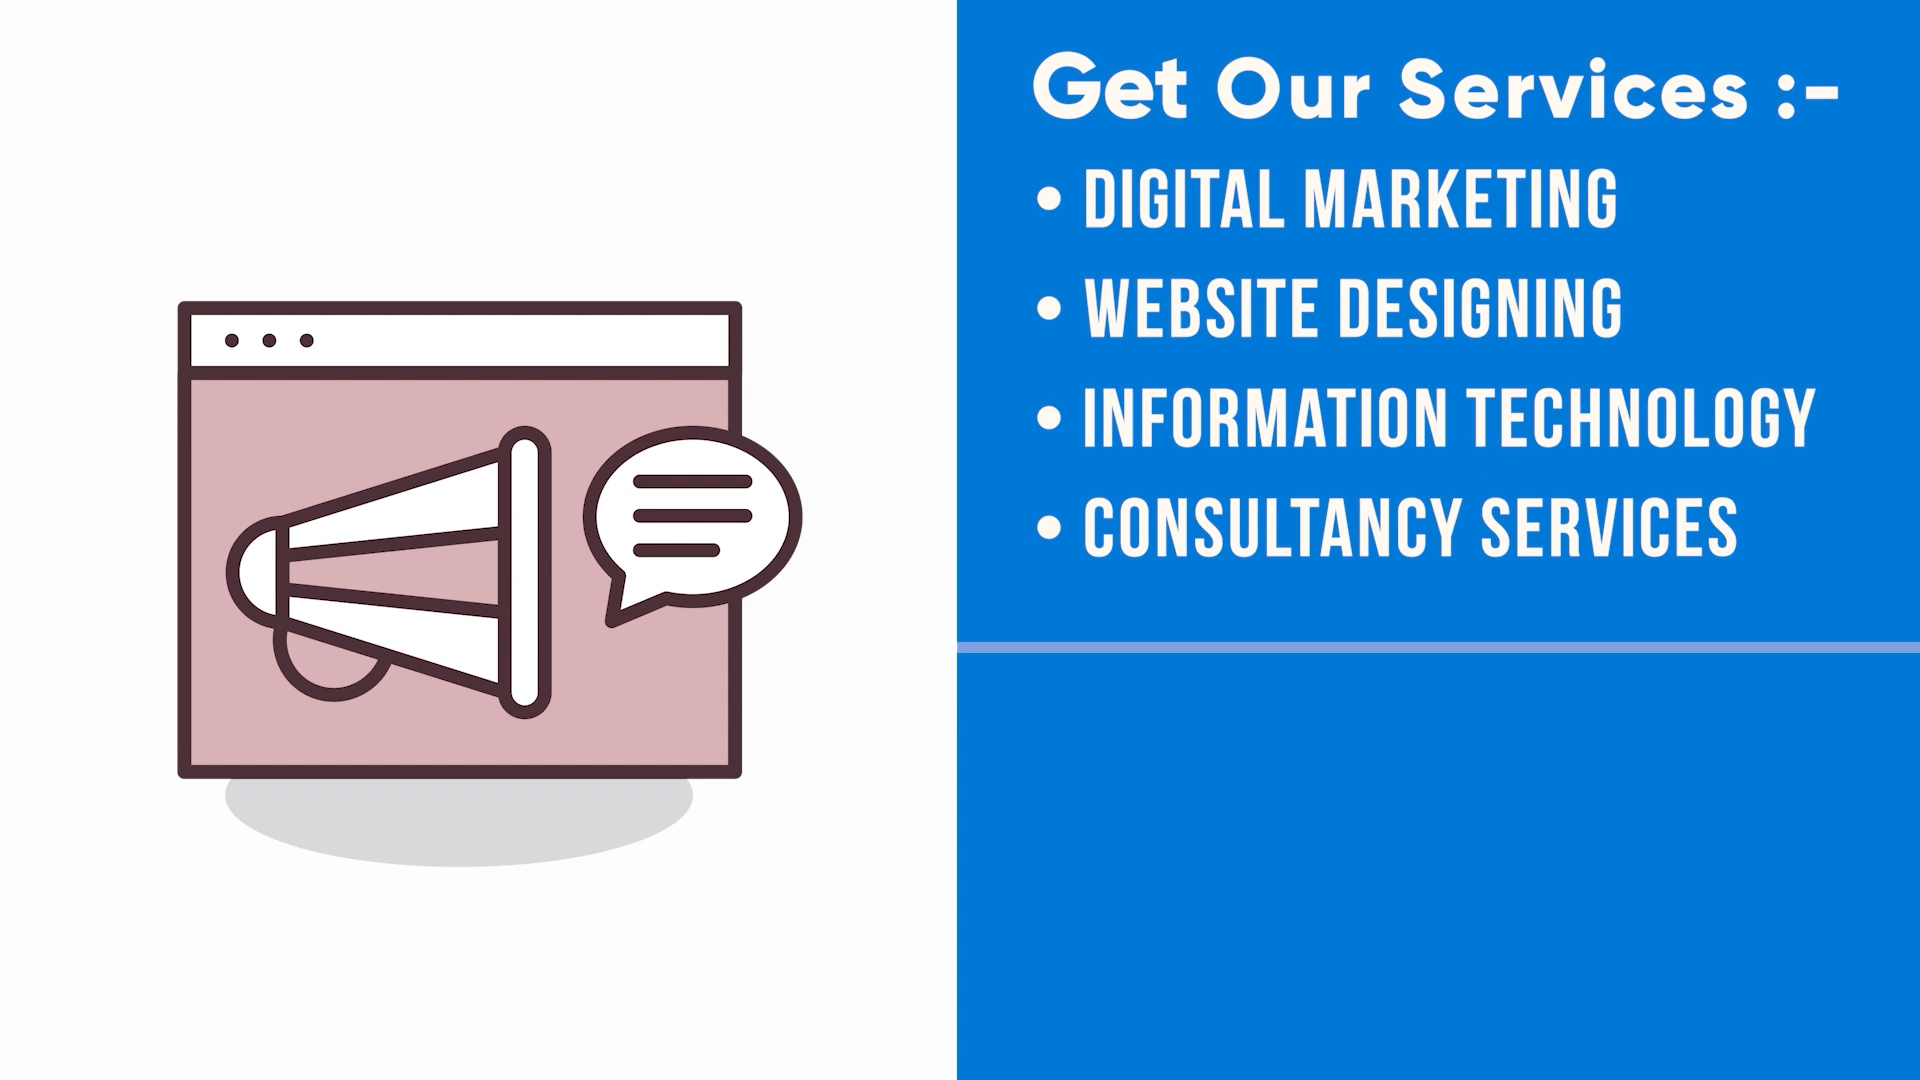 Get Our Services :-
• DIGITAL MARKETING
• WEBSITE DESIGNING
• INFORMATION TECHNOLOGY
• CONSULTANCY SERVICES